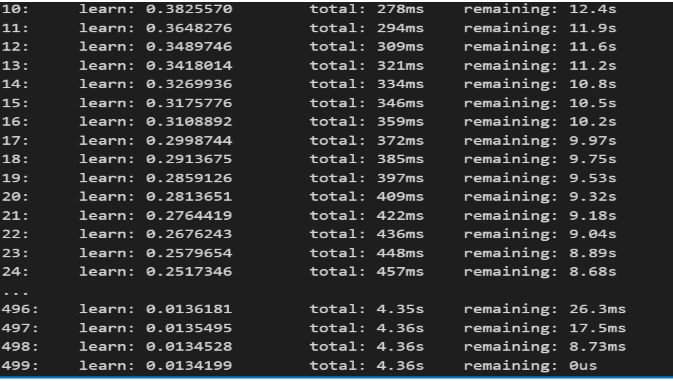 10: learn: 0.3825570 total: 278ms remaining: 12.4s
11: learn: 0.3648276 total: 294ms remaining: 11.9s
12: learn: 0.3489746 total: 309ms remaining: 11.6s
13: learn: 0.3418014 total: 321ms remaining: 11.2s
14: learn: 0.3269936 total: 334ms remaining: 10.8s
15: learn: 0.3175776 total: 346ms remaining: 10.5s
16: learn: 0.3108892 total: 359ms remaining: 10.2s
17: learn: 0.2998744 total: 372ms remaining: 9.97s
18: learn: 0.2913675 total: 385ms remaining: 9.75s
19: learn: 0.2859126 total: 397ms remaining: 9.53s
20: learn: 0.2813651 total: 409ms remaining: 9.32s
21: learn: 0.2764419 total: 422ms remaining: 9.18s
22: learn: 0.2676243 total: 436ms remaining: 9.04s
23: learn: 0.2579654 total: 448ms remaining: 8.89s
24: learn: 0.2517346 total: 457ms remaining: 8.68s
...
496: learn: 0.0136181 total: 4.35s remaining: 26.3ms
497: learn: 0.0135495 total: 4.36s remaining: 17.5ms
498: learn: 0.0134528 total: 4.36s remaining: 8.73ms
499: learn: 0.0134199 total: 4.36s remaining: 0us